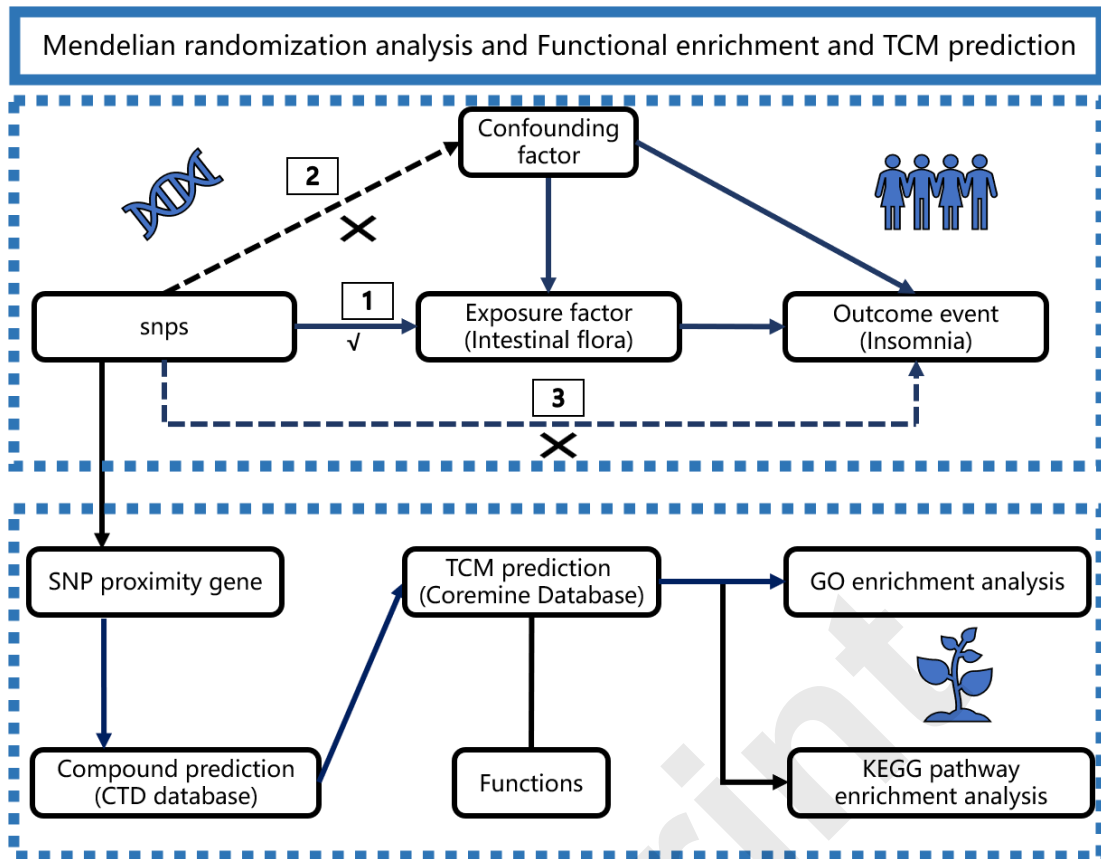 Mendelian randomization analysis and Functional enrichment and TCM prediction
Confounding
factor
2
1
snps
√
Exposure factor
(Intestinal flora)
Outcome event
(Insomnia)
3
SNP proximity gene
TCM prediction
(Coremine Database)
GO enrichment analysis
Compound prediction
(CTD database)
Functions
KEGG pathway
enrichment analysis